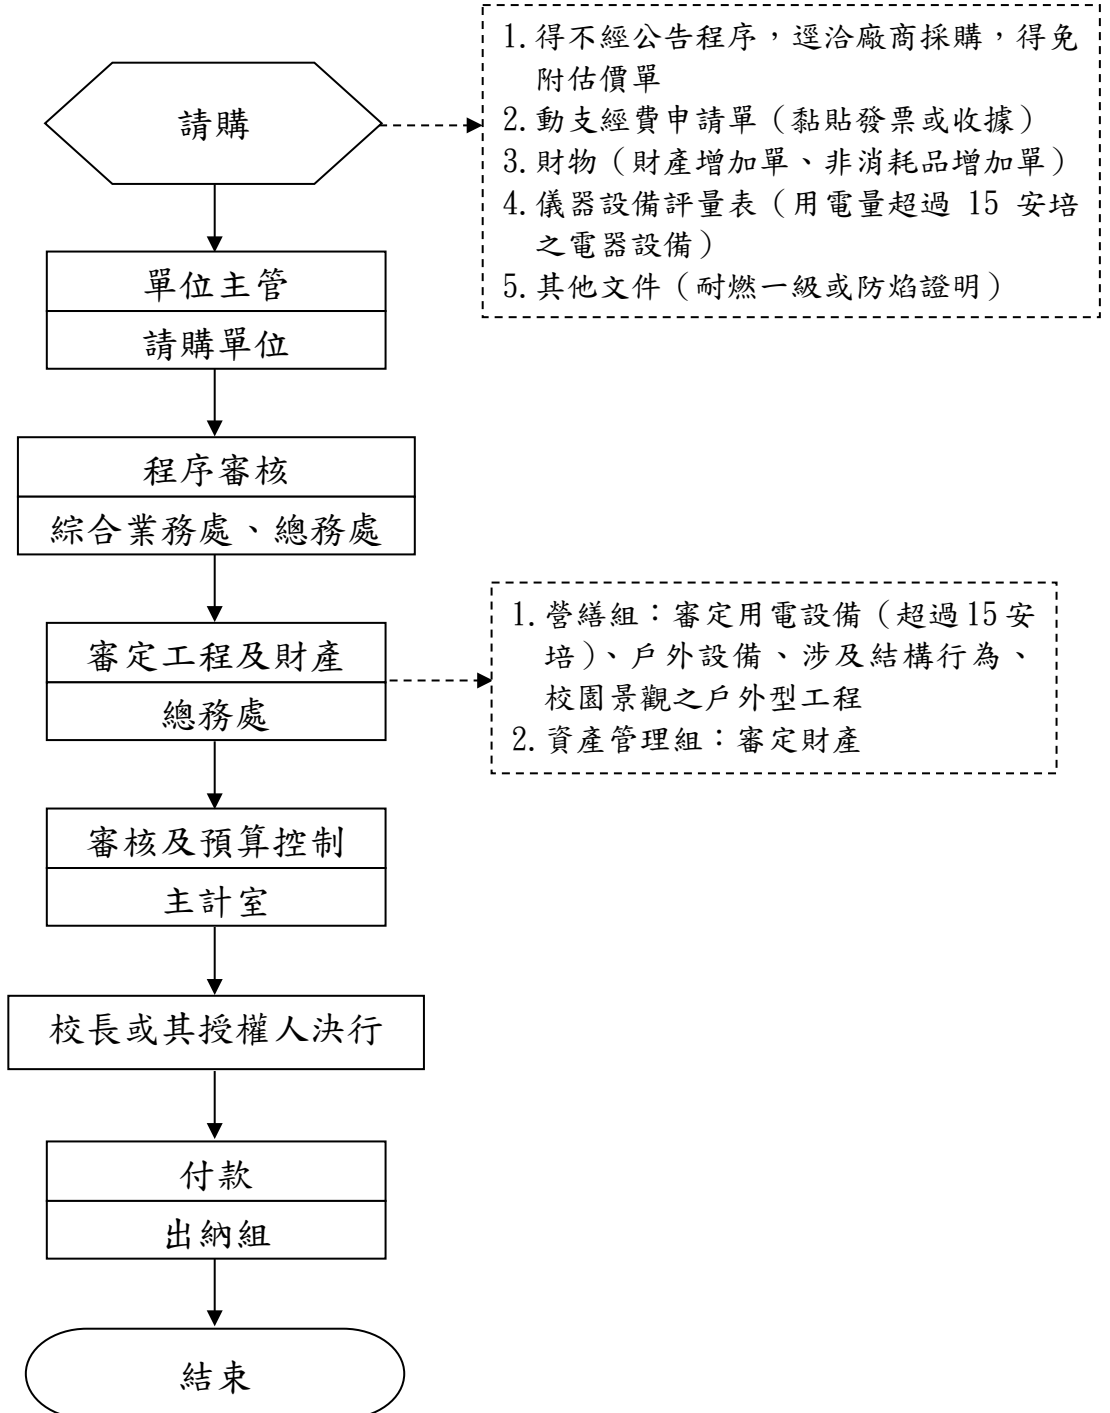 請購
1.得不經公告程序，逕洽廠商採購，得免
附估價單
2.動支經費申請單（黏貼發票或收據）
3.財物（財產增加單、非消耗品增加單）
4.儀器設備評量表（用電量超過 15 安培
之電器設備）
5.其他文件（耐燃一級或防焰證明）
單位主管
請購單位
程序審核
綜合業務處、總務處
審定工程及財產
總務處
1.營繕組：審定用電設備（超過15安
培）、戶外設備、涉及結構行為、
校園景觀之戶外型工程
2.資產管理組：審定財產
審核及預算控制
主計室
校長或其授權人決行
付款
出納組
結束